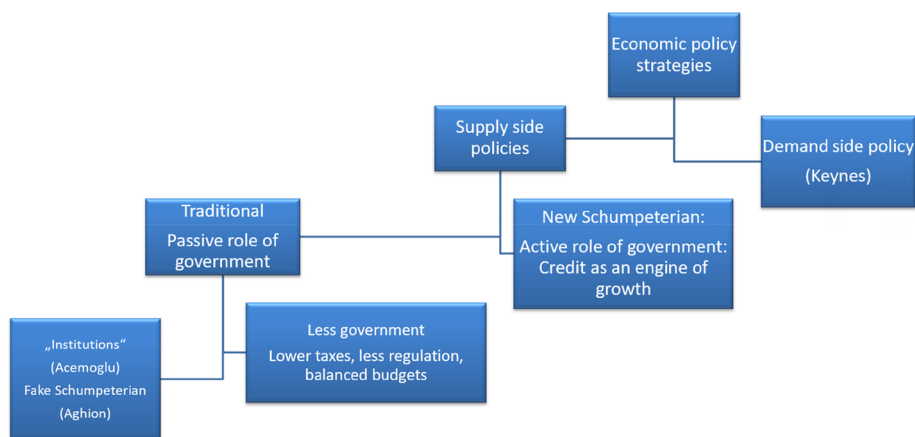 Economic policy
strategies
Supply side
policies
Demand side policy
(Keynes)
Traditional
Passive role of
government
New Schumpeterian:
Active role of government:
Credit as an engine of
growth
„Institutions“
(Acemoglu)
Fake Schumpeterian
(Aghion)
Less government
Lower taxes, less regulation,
balanced budgets